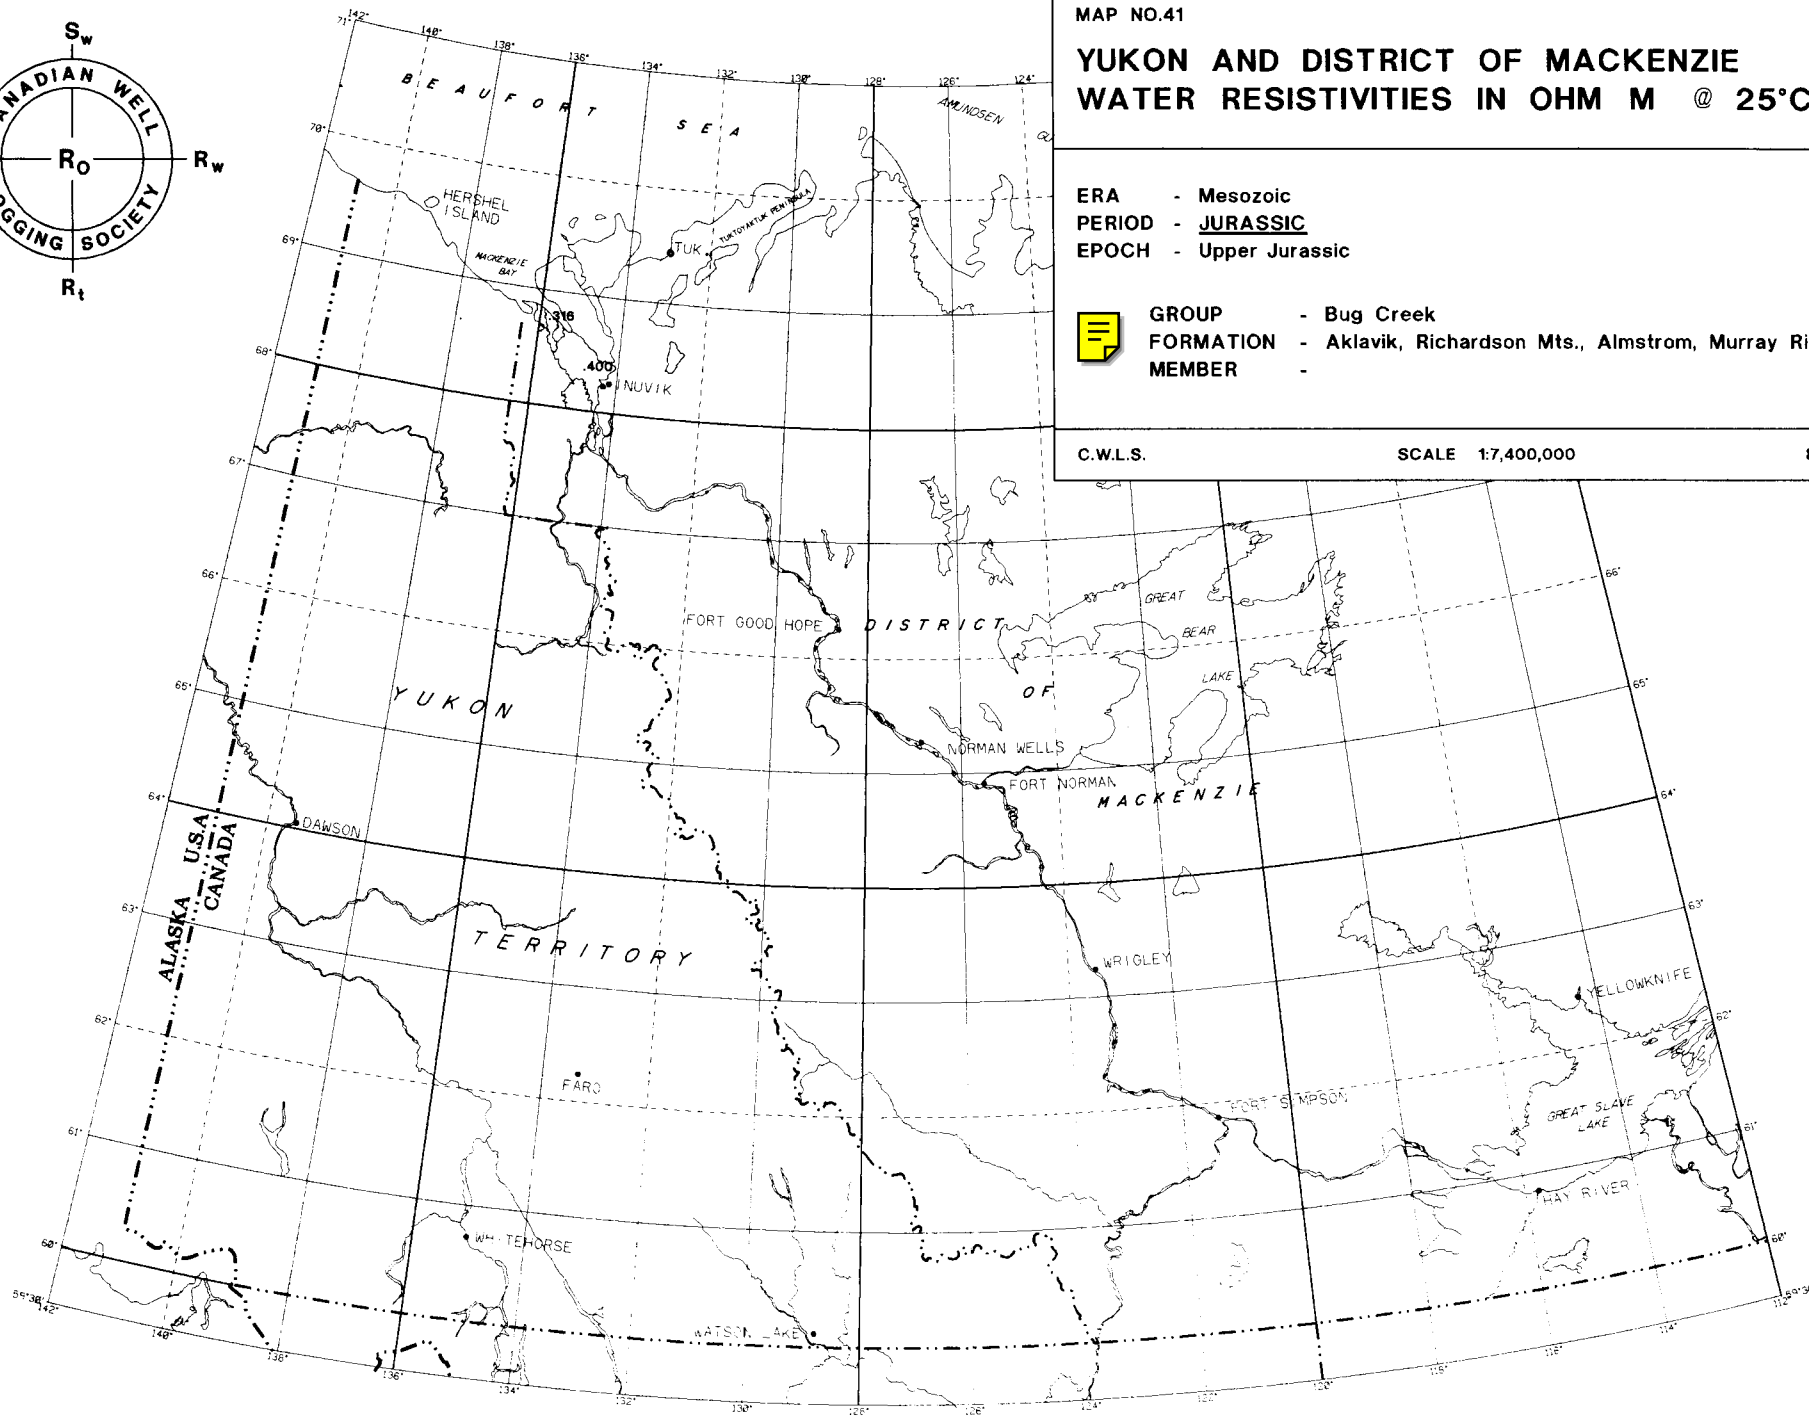 MAP NO.41
YUKON AND DISTRICT OF MACKENZIE
WATER RESISTIVITIES IN OHM M @ 25°C
ERA - Mesozoic
PERIOD - JURASSIC
EPOCH - Upper Jurassic
GROUP - Bug Creek
FORMATION - Aklavik, Richardson Mts., Almstrom, Murray Ri
MEMBER -
C.W.L.S. SCALE 1:7,400,000
Sw
ANADIAN WELL
Ro
Rw
GGING SOCIETY
Rt
142° 140° 138° 136° 134° 132° 130° 128° 126° 124°
71°
70°
69°
68°
67°
66°
65°
64°
63°
62°
61°
60°
59°30'
BEAUFORT SEA
AMUNDSEN
HERSHEL
ISLAND
MACKENZIE
BAY
TUK
TUKTOYAKTUK PENINSULA
.316
.400
INUVIK
FORT GOOD HOPE
DISTRICT
GREAT
BEAR
LAKE
OF
YUKON
NORMAN WELLS
FORT NORMAN
MACKENZIE
DAWSON
ALASKA U.S.A
CANADA
TERRITORY
WRIGLEY
YELLOWKNIFE
FARO
FORT SIMPSON
GREAT SLAVE
LAKE
HAY RIVER
WHITEHORSE
WATSON LAKE
66°
65°
64°
63°
62°
61°
60°
142° 140° 138° 136° 134° 132° 130° 128° 126° 124° 122° 120° 118° 116° 114° 112°